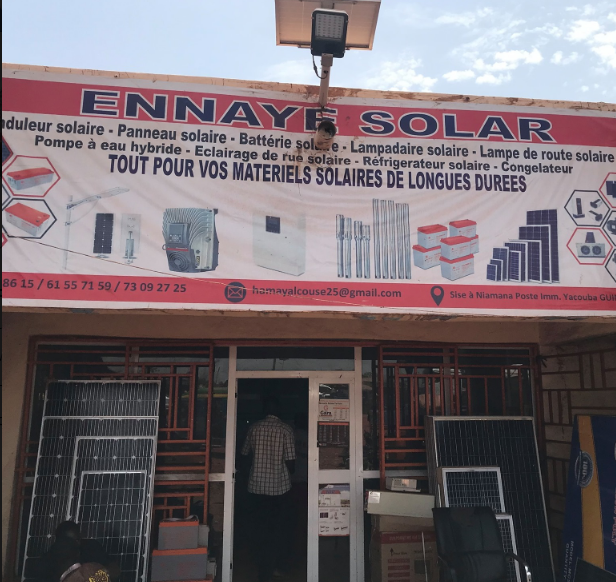 ENNAYE SOLAR
nduleur solaire - Panneau solaire - Battérie solaire - Lampadaire solaire - Lampe de route solaire
Pompe à eau hybride - Eclairage de rue solaire - Réfrigerateur solaire - Congelateur
TOUT POUR VOS MATERIELS SOLAIRES DE LONGUES DUREES
86 15 / 61 55 71 59 / 73 09 27 25
hamayalcouse25@gmail.com
Sise à Niamana Poste Imm. Yacouba GUI